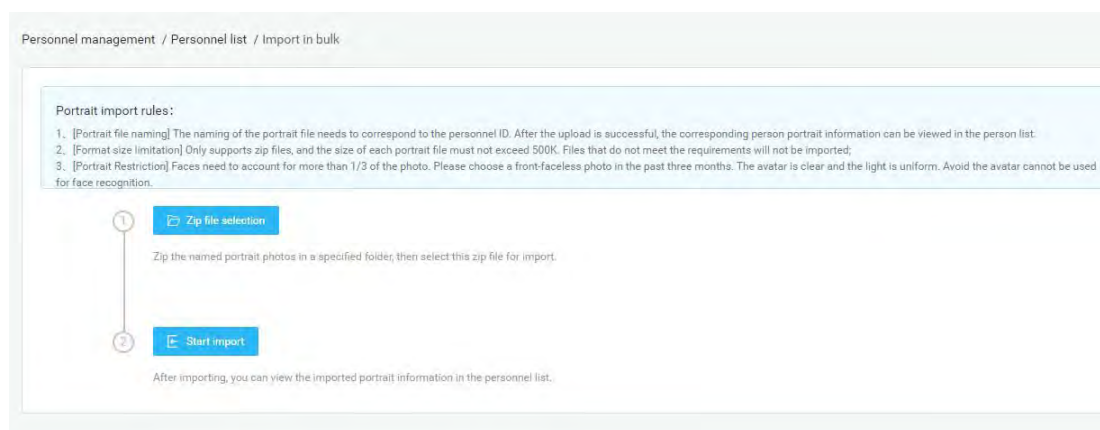 Personnel management / Personnel list / Import in bulk
Portrait import rules:
1、[Portrait file naming] The naming of the portrait file needs to correspond to the personnel ID. After the upload is successful, the corresponding person portrait information can be viewed in the person list.
2、[Format size limitation] Only supports zip files, and the size of each portrait file must not exceed 500K. Files that do not meet the requirements will not be imported;
3、[Portrait Restriction] Faces need to account for more than 1/3 of the photo. Please choose a front-faceless photo in the past three months. The avatar is clear and the light is uniform. Avoid the avatar cannot be used
for face recognition.
1 Zip file selection
Zip the named portrait photos in a specified folder, then select this zip file for import.
2 Start import
After importing, you can view the imported portrait information in the personnel list.